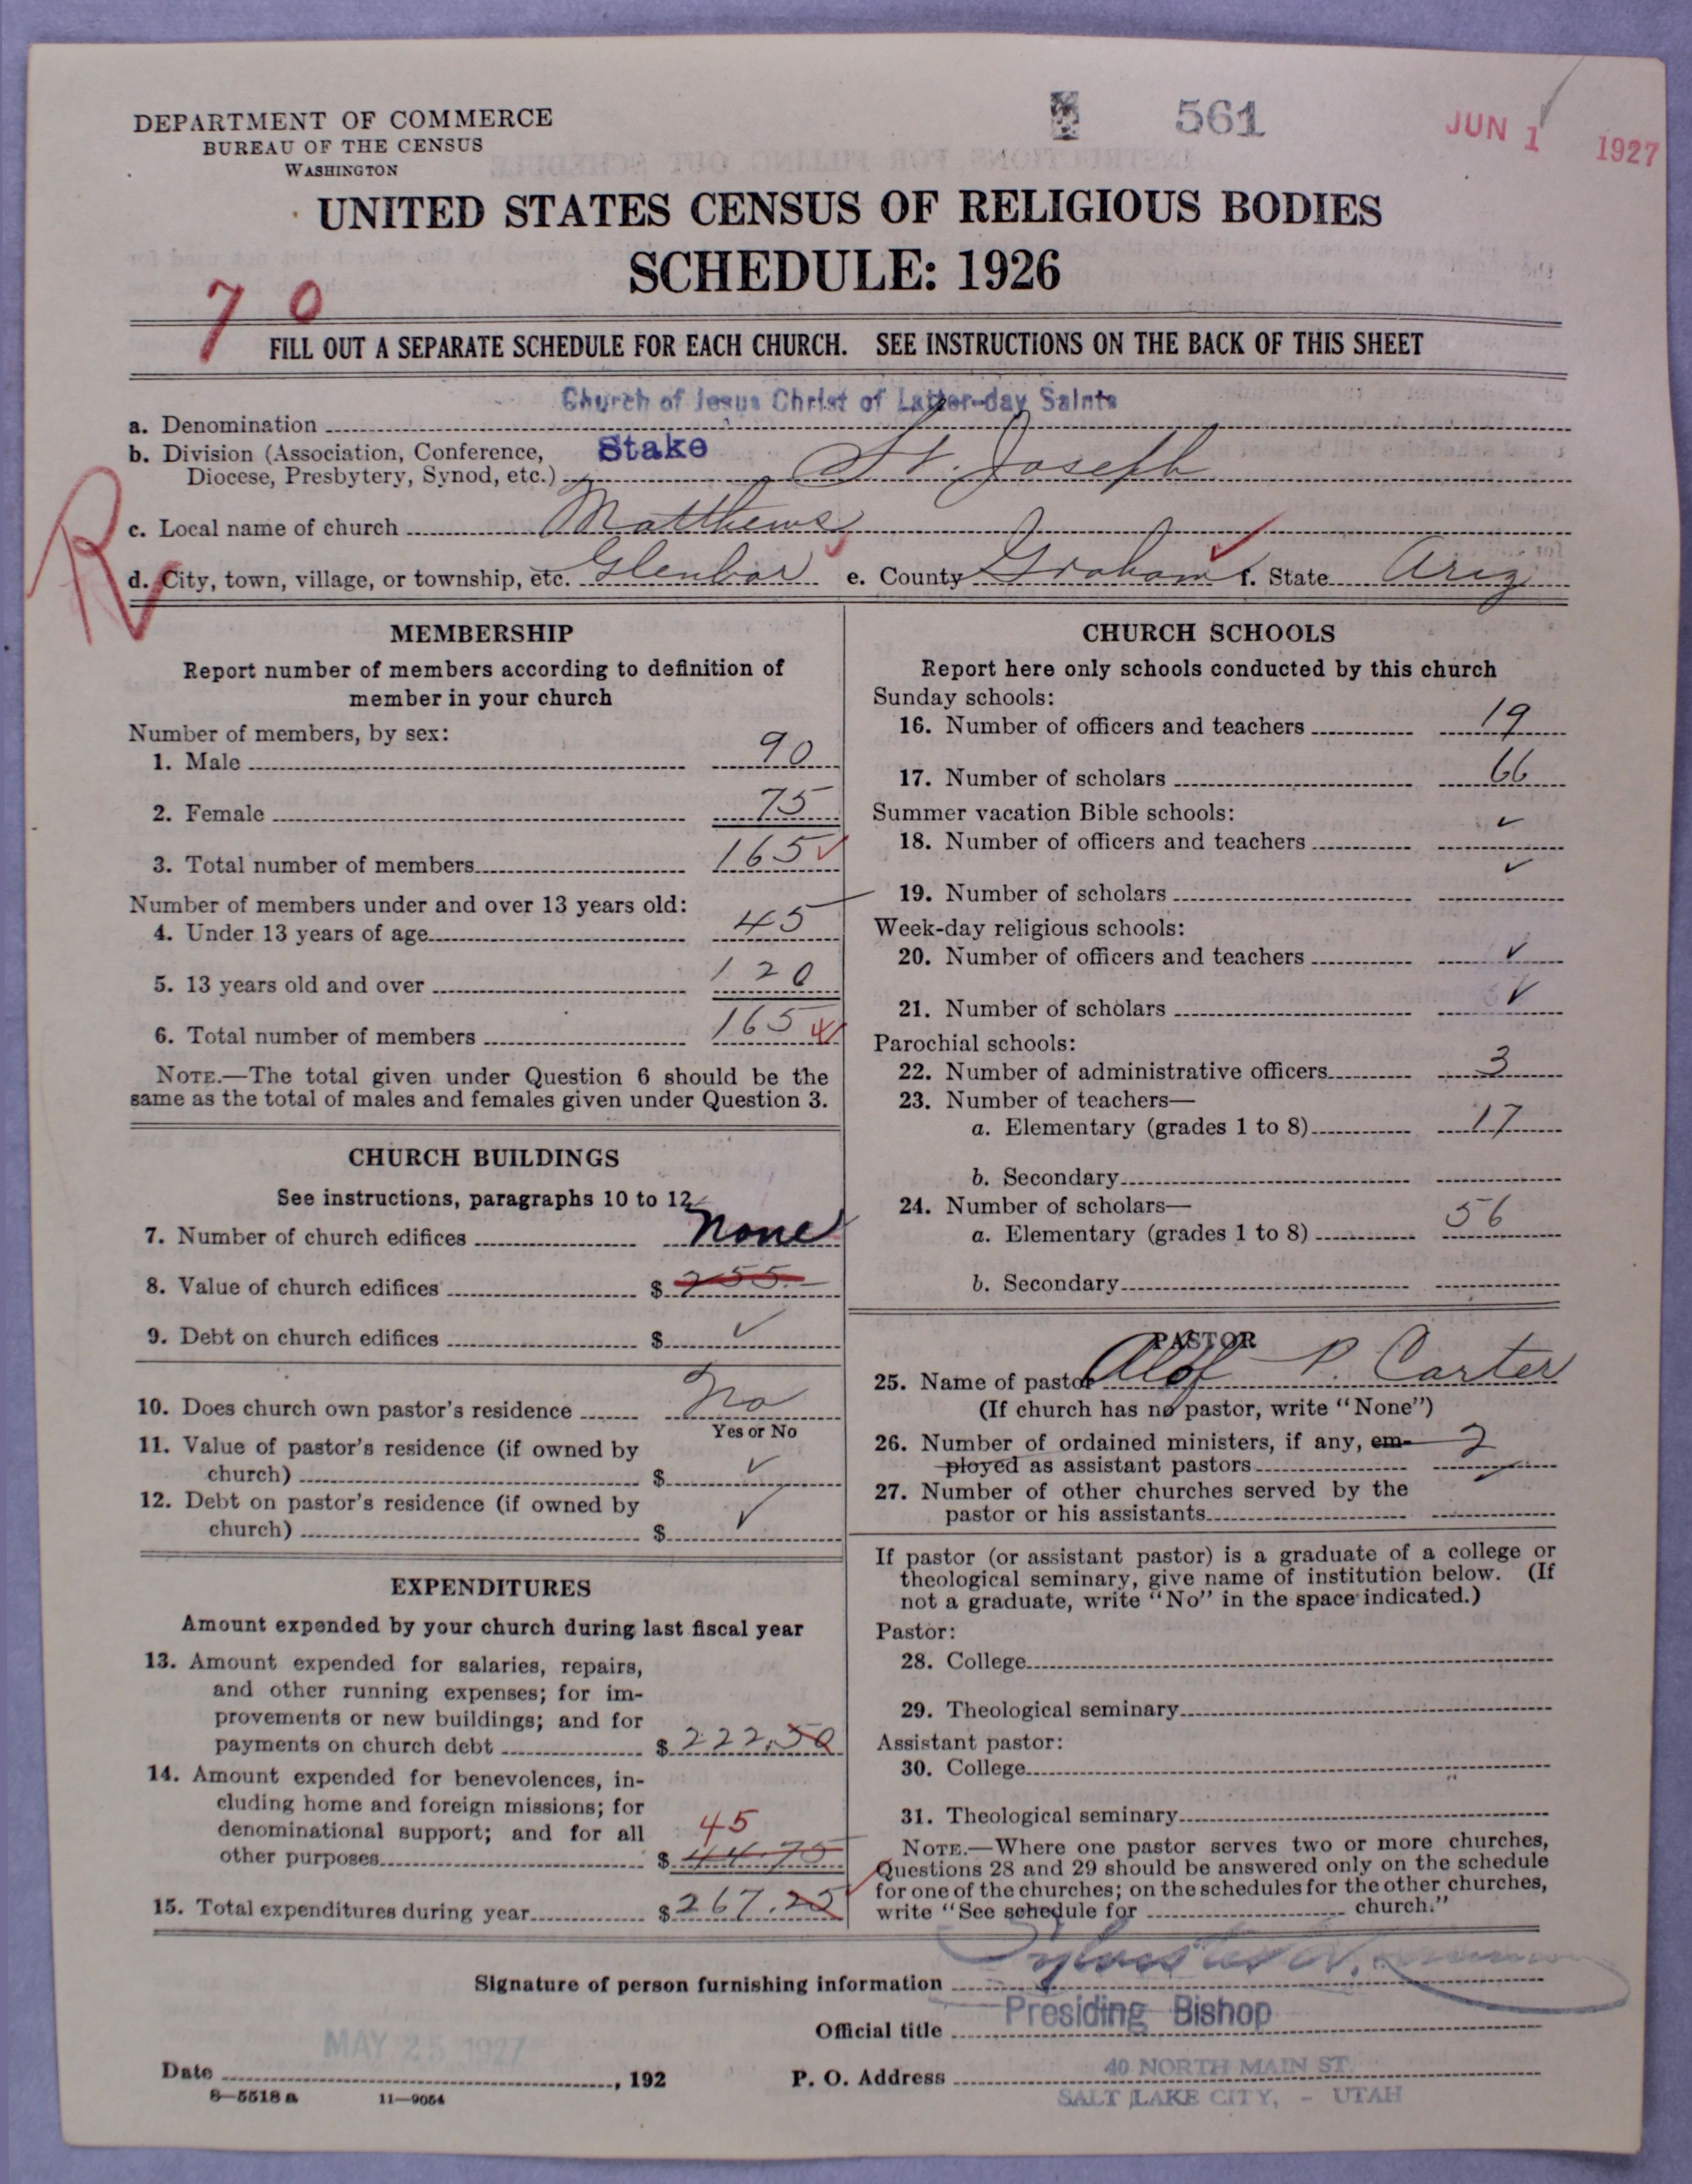 DEPARTMENT OF COMMERCE
BUREAU OF THE CENSUS
WASHINGTON
561
JUN 1 1927
UNITED STATES CENSUS OF RELIGIOUS BODIES
SCHEDULE: 1926
7 0
FILL OUT A SEPARATE SCHEDULE FOR EACH CHURCH. SEE INSTRUCTIONS ON THE BACK OF THIS SHEET
Church of Jesus Christ of Latter-day Saints
a. Denomination
b. Division (Association, Conference, Stake St. Joseph
Diocese, Presbytery, Synod, etc.)
R
c. Local name of church Matthews
d. City, town, village, or township, etc. Glenbar e. County Graham f. State Ariz
MEMBERSHIP
Report number of members according to definition of
member in your church
Number of members, by sex:
1. Male 90
2. Female 75
3. Total number of members 165 ✓
Number of members under and over 13 years old:
4. Under 13 years of age 45
5. 13 years old and over 120
6. Total number of members 165
NOTE.—The total given under Question 6 should be the
same as the total of males and females given under Question 3.
CHURCH BUILDINGS
See instructions, paragraphs 10 to 12
7. Number of church edifices none
8. Value of church edifices $ 255.–
9. Debt on church edifices $ ✓
10. Does church own pastor's residence No
Yes or No
11. Value of pastor's residence (if owned by
church) $ ✓
12. Debt on pastor's residence (if owned by
church) $ ✓
EXPENDITURES
Amount expended by your church during last fiscal year
13. Amount expended for salaries, repairs,
and other running expenses; for im-
provements or new buildings; and for
payments on church debt $ 222.50
14. Amount expended for benevolences, in-
cluding home and foreign missions; for
denominational support; and for all 45
other purposes $ 44.75
15. Total expenditures during year $ 267.25
CHURCH SCHOOLS
Report here only schools conducted by this church
Sunday schools:
16. Number of officers and teachers 19
17. Number of scholars 66
Summer vacation Bible schools:
18. Number of officers and teachers ✓
19. Number of scholars ✓
Week-day religious schools:
20. Number of officers and teachers ✓
21. Number of scholars ✓
Parochial schools:
22. Number of administrative officers 3
23. Number of teachers—
a. Elementary (grades 1 to 8) 17
b. Secondary
24. Number of scholars—
a. Elementary (grades 1 to 8) 56
b. Secondary
PASTOR
25. Name of pastor Alof P. Carter
(If church has no pastor, write "None")
26. Number of ordained ministers, if any, em- 2
ployed as assistant pastors
27. Number of other churches served by the
pastor or his assistants
If pastor (or assistant pastor) is a graduate of a college or
theological seminary, give name of institution below. (If
not a graduate, write "No" in the space indicated.)
Pastor:
28. College
29. Theological seminary
Assistant pastor:
30. College
31. Theological seminary
NOTE.—Where one pastor serves two or more churches,
Questions 28 and 29 should be answered only on the schedule
for one of the churches; on the schedules for the other churches,
write "See schedule for church."
Signature of person furnishing information
Official title Presiding Bishop
MAY 25 1927
Date , 192
P. O. Address 40 NORTH MAIN ST.
SALT LAKE CITY, - UTAH
8—5518 a 11—9054